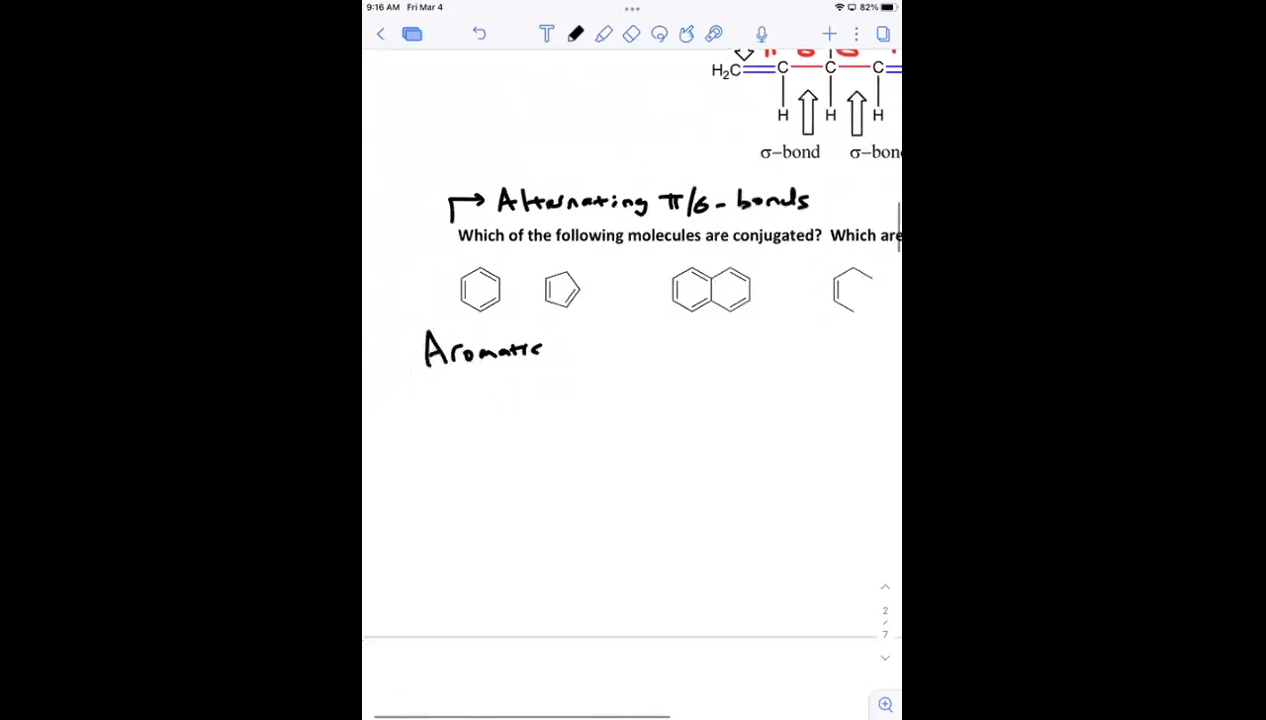 9:16 AM Fri Mar 4
82%
H₂C C C C
H H H
σ−bond σ−bon
Alternating π/σ - bonds
Which of the following molecules are conjugated? Which are
Aromatic
2
/
7